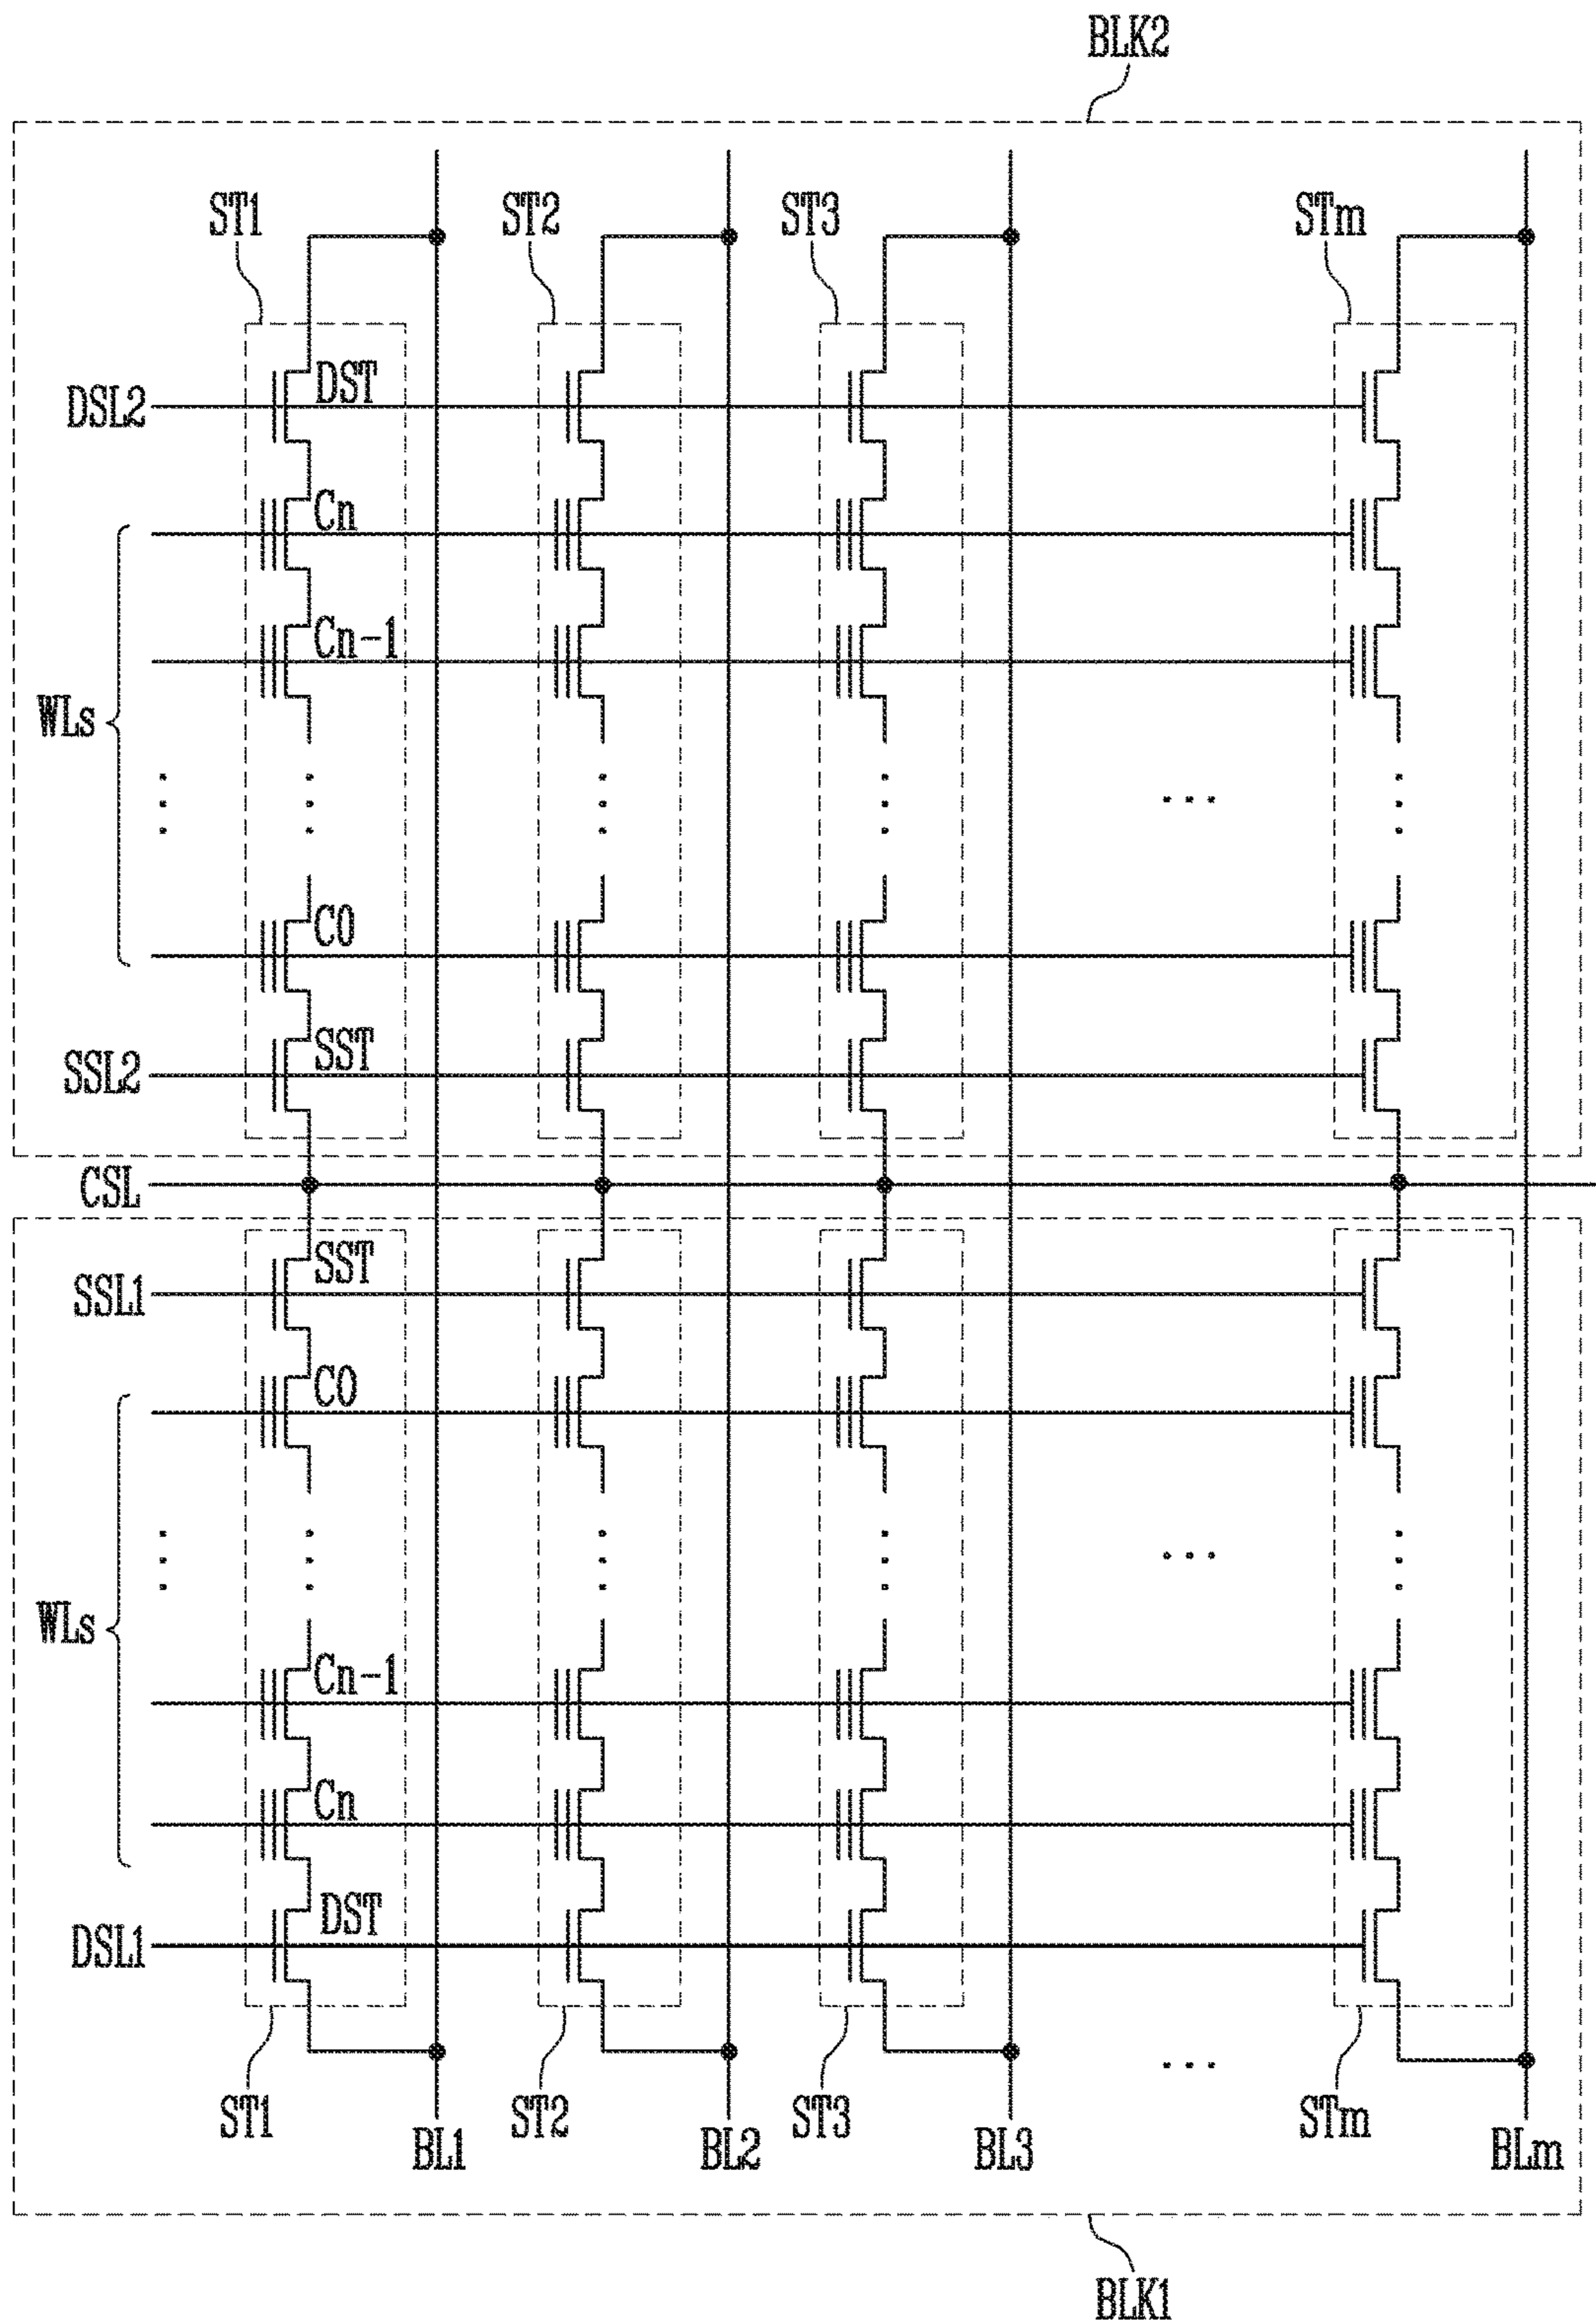 BLK2
ST1 ST2 ST3 STm
DSL2 DST
Cn
Cn-1
WLs
C0
SSL2 SST
CSL
SSL1 SST
C0
WLs
Cn-1
Cn
DSL1 DST
ST1 ST2 ST3 STm
BL1 BL2 BL3 BLm
BLK1